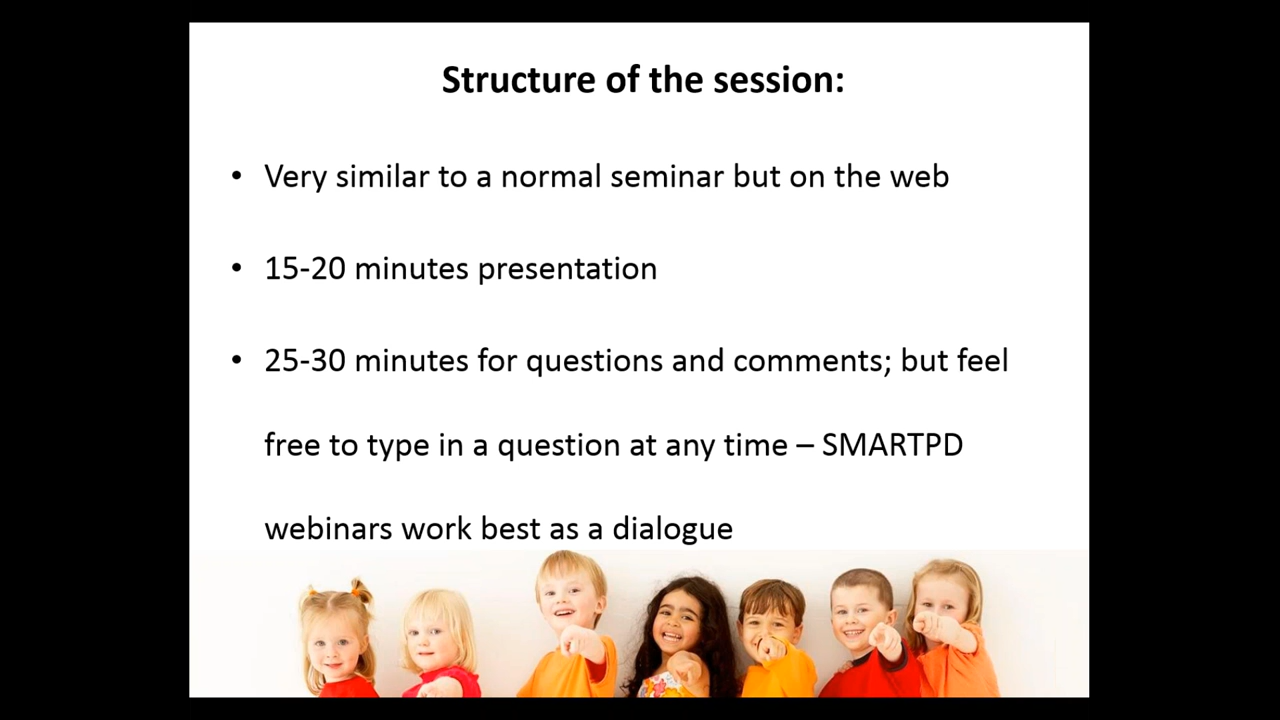 Structure of the session:
• Very similar to a normal seminar but on the web
• 15-20 minutes presentation
• 25-30 minutes for questions and comments; but feel
free to type in a question at any time – SMARTPD
webinars work best as a dialogue